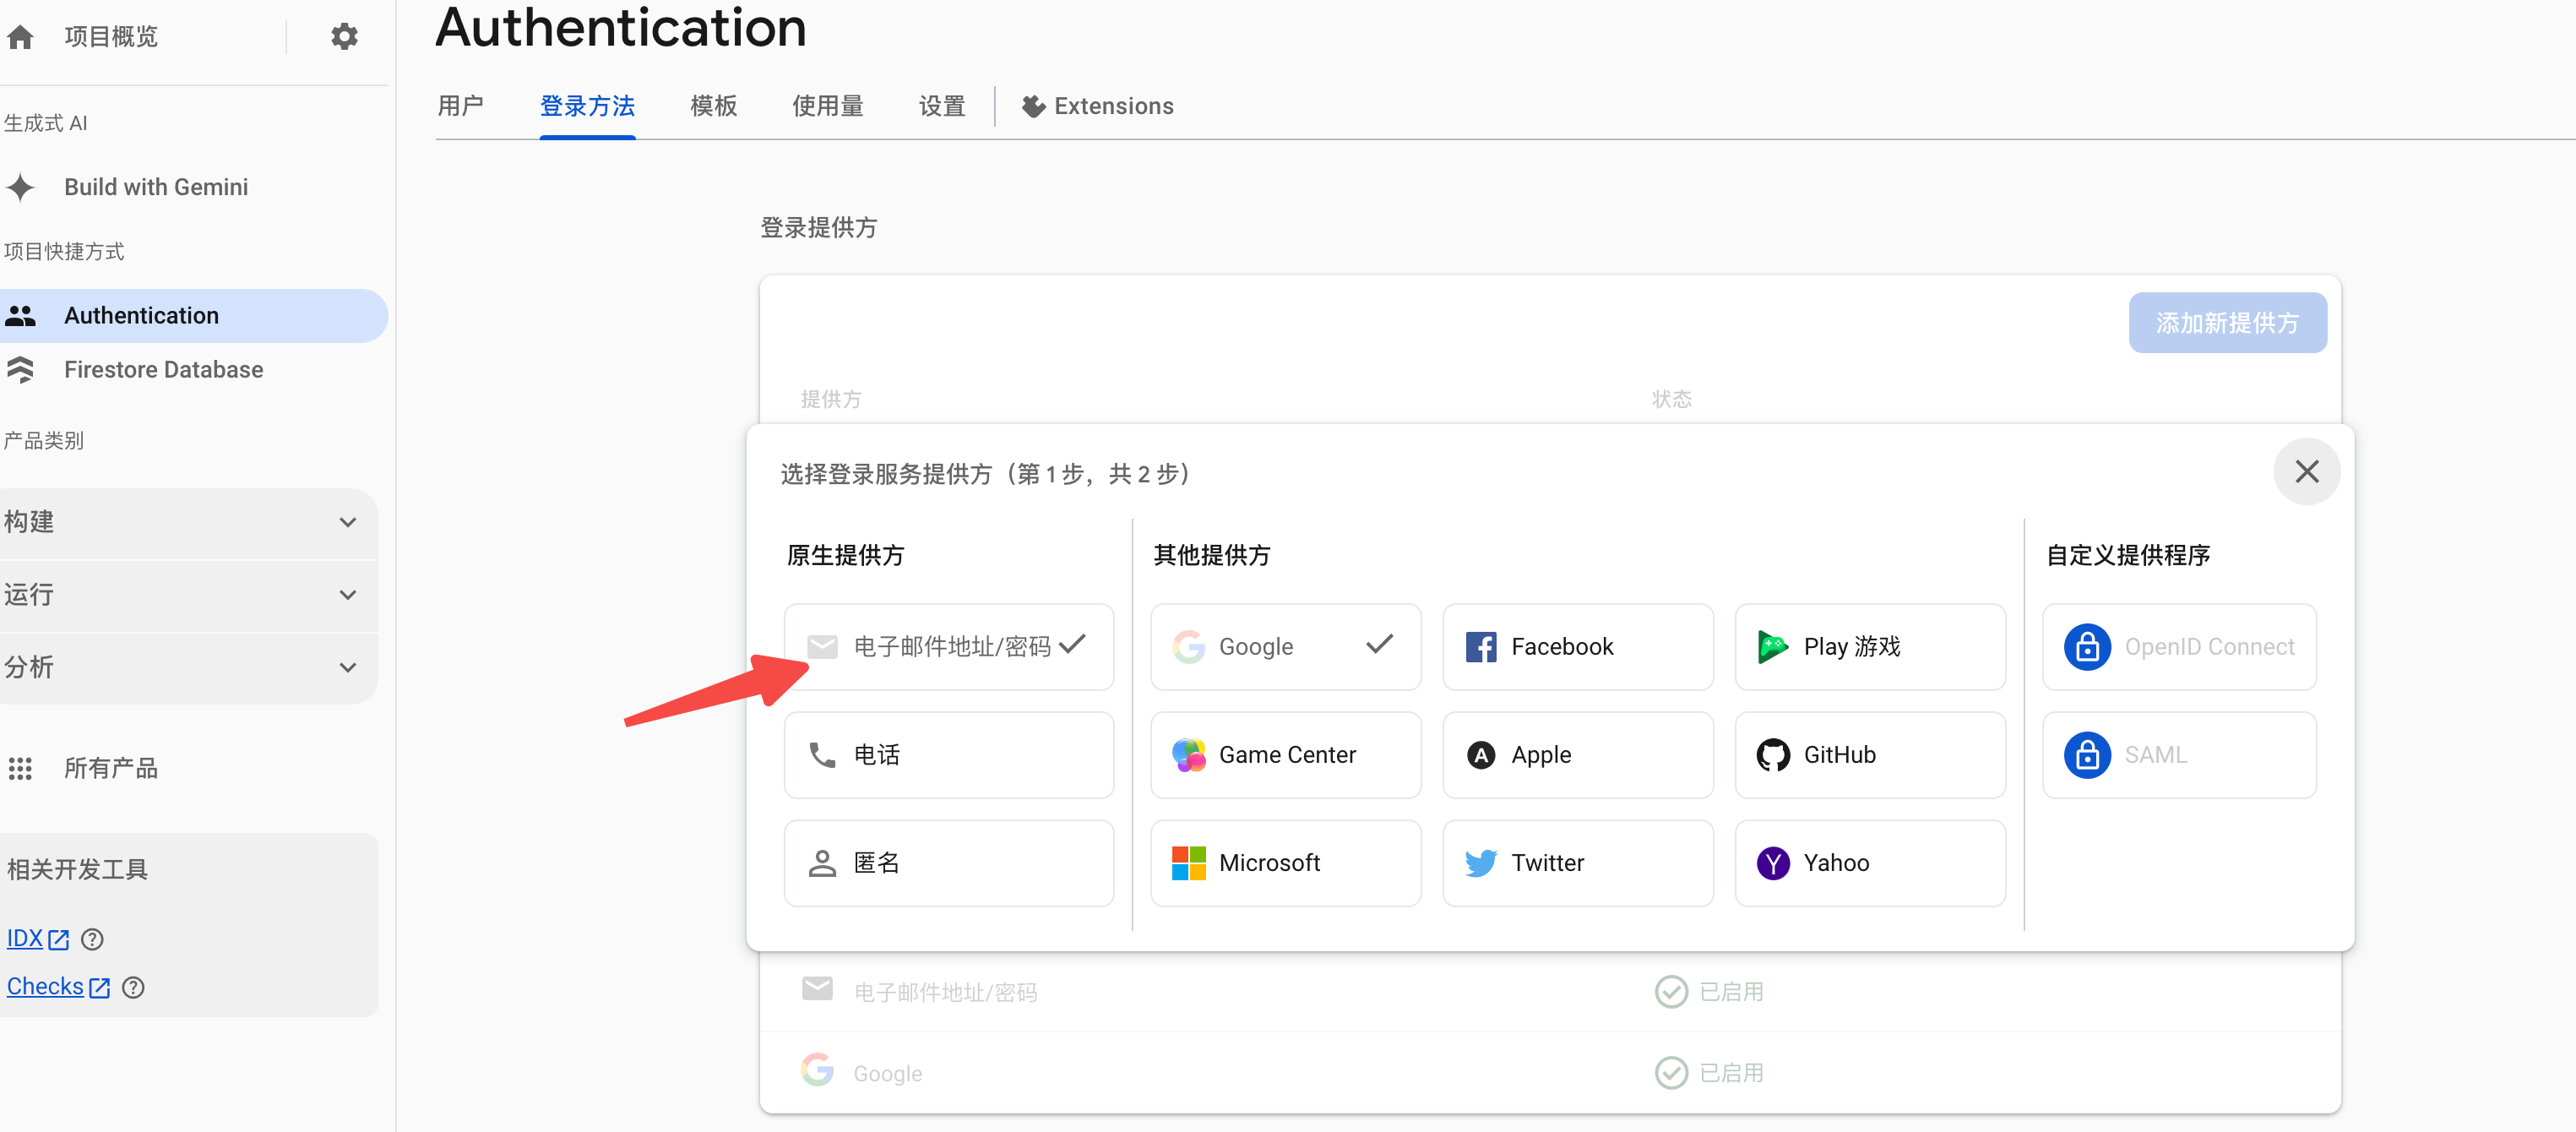 Authentication
项目概览
用户
登录方法
模板
使用量
设置
Extensions
生成式 AI
Build with Gemini
项目快捷方式
Authentication
Firestore Database
产品类别
构建
运行
分析
所有产品
相关开发工具
IDX
Checks
登录提供方
添加新提供方
提供方
状态
选择登录服务提供方（第 1 步，共 2 步）
原生提供方
电子邮件地址/密码
电话
匿名
其他提供方
Google
Facebook
Play 游戏
Game Center
Apple
GitHub
Microsoft
Twitter
Yahoo
自定义提供程序
OpenID Connect
SAML
电子邮件地址/密码
已启用
Google
已启用